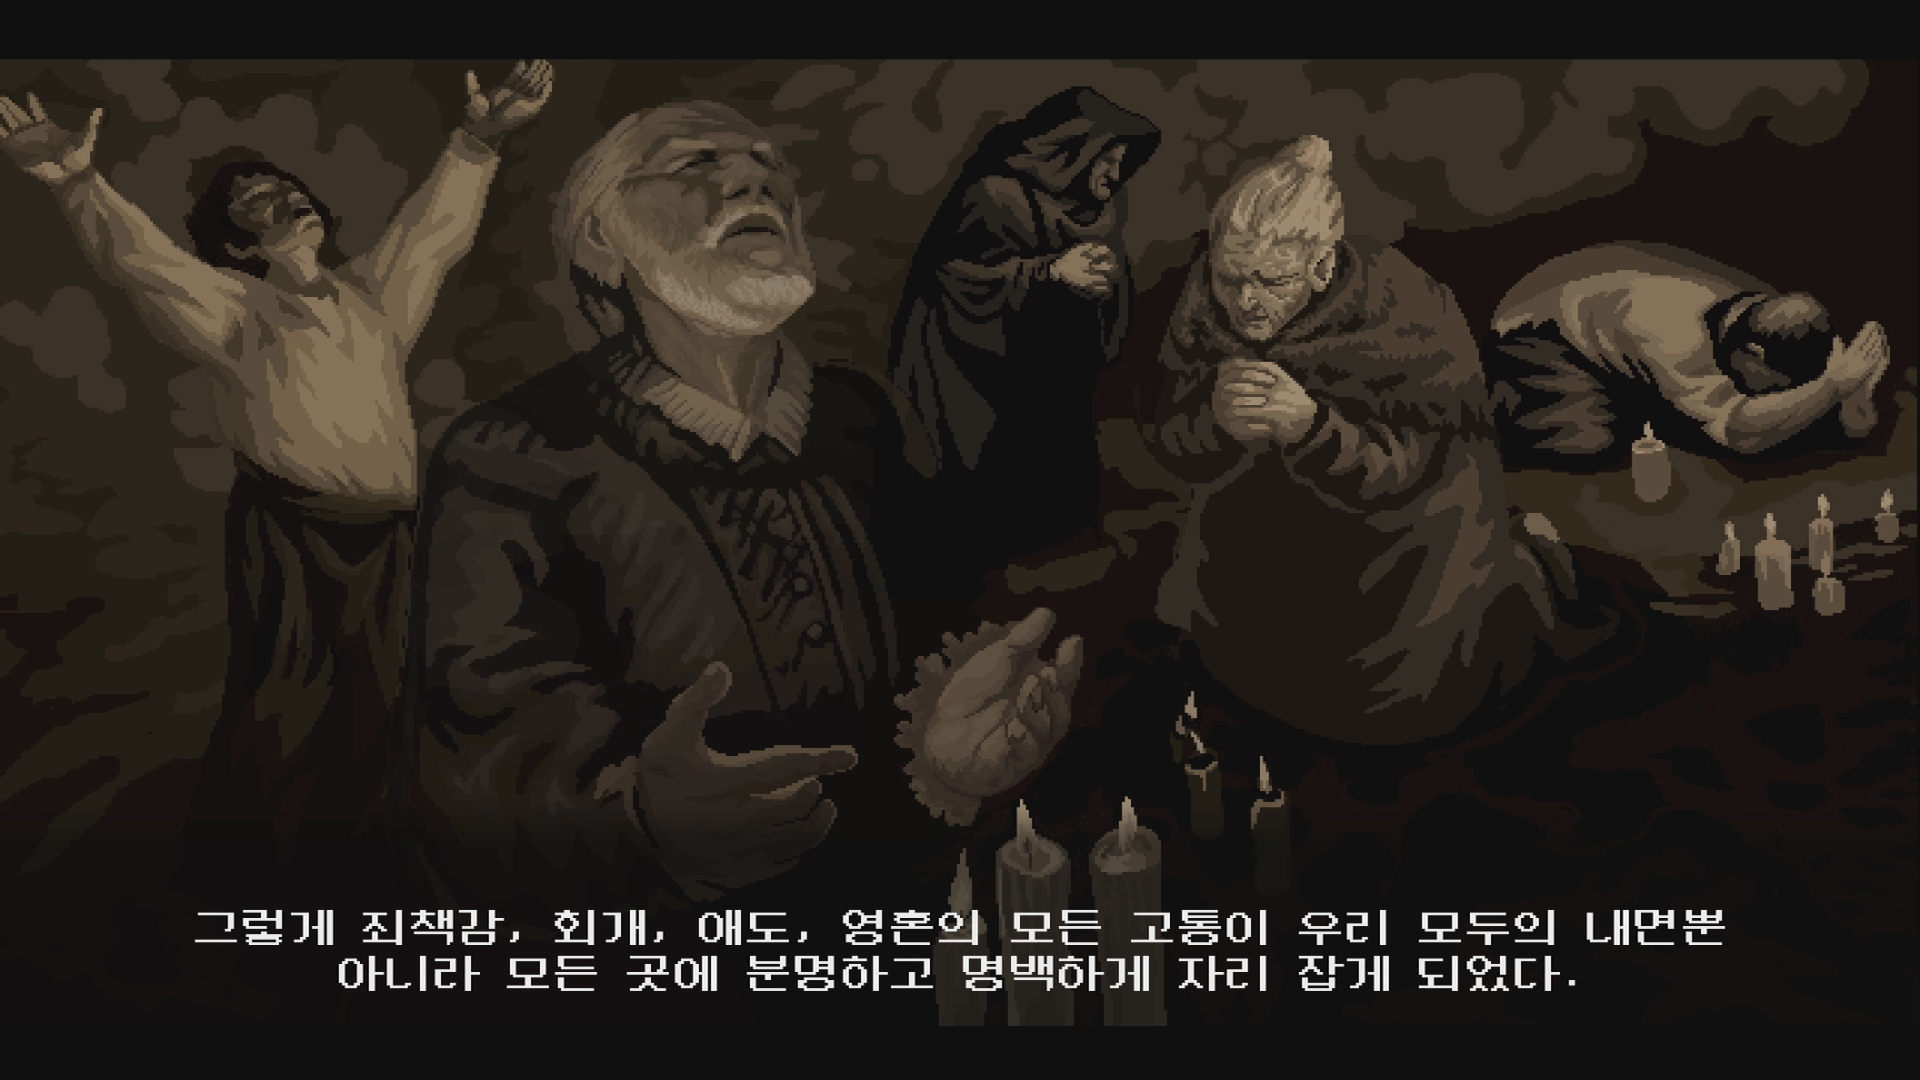 그렇게 죄책감, 회개, 애도, 영혼의 모든 고통이 우리 모두의 내면뿐
아니라 모든 곳에 분명하고 명백하게 자리 잡게 되었다.